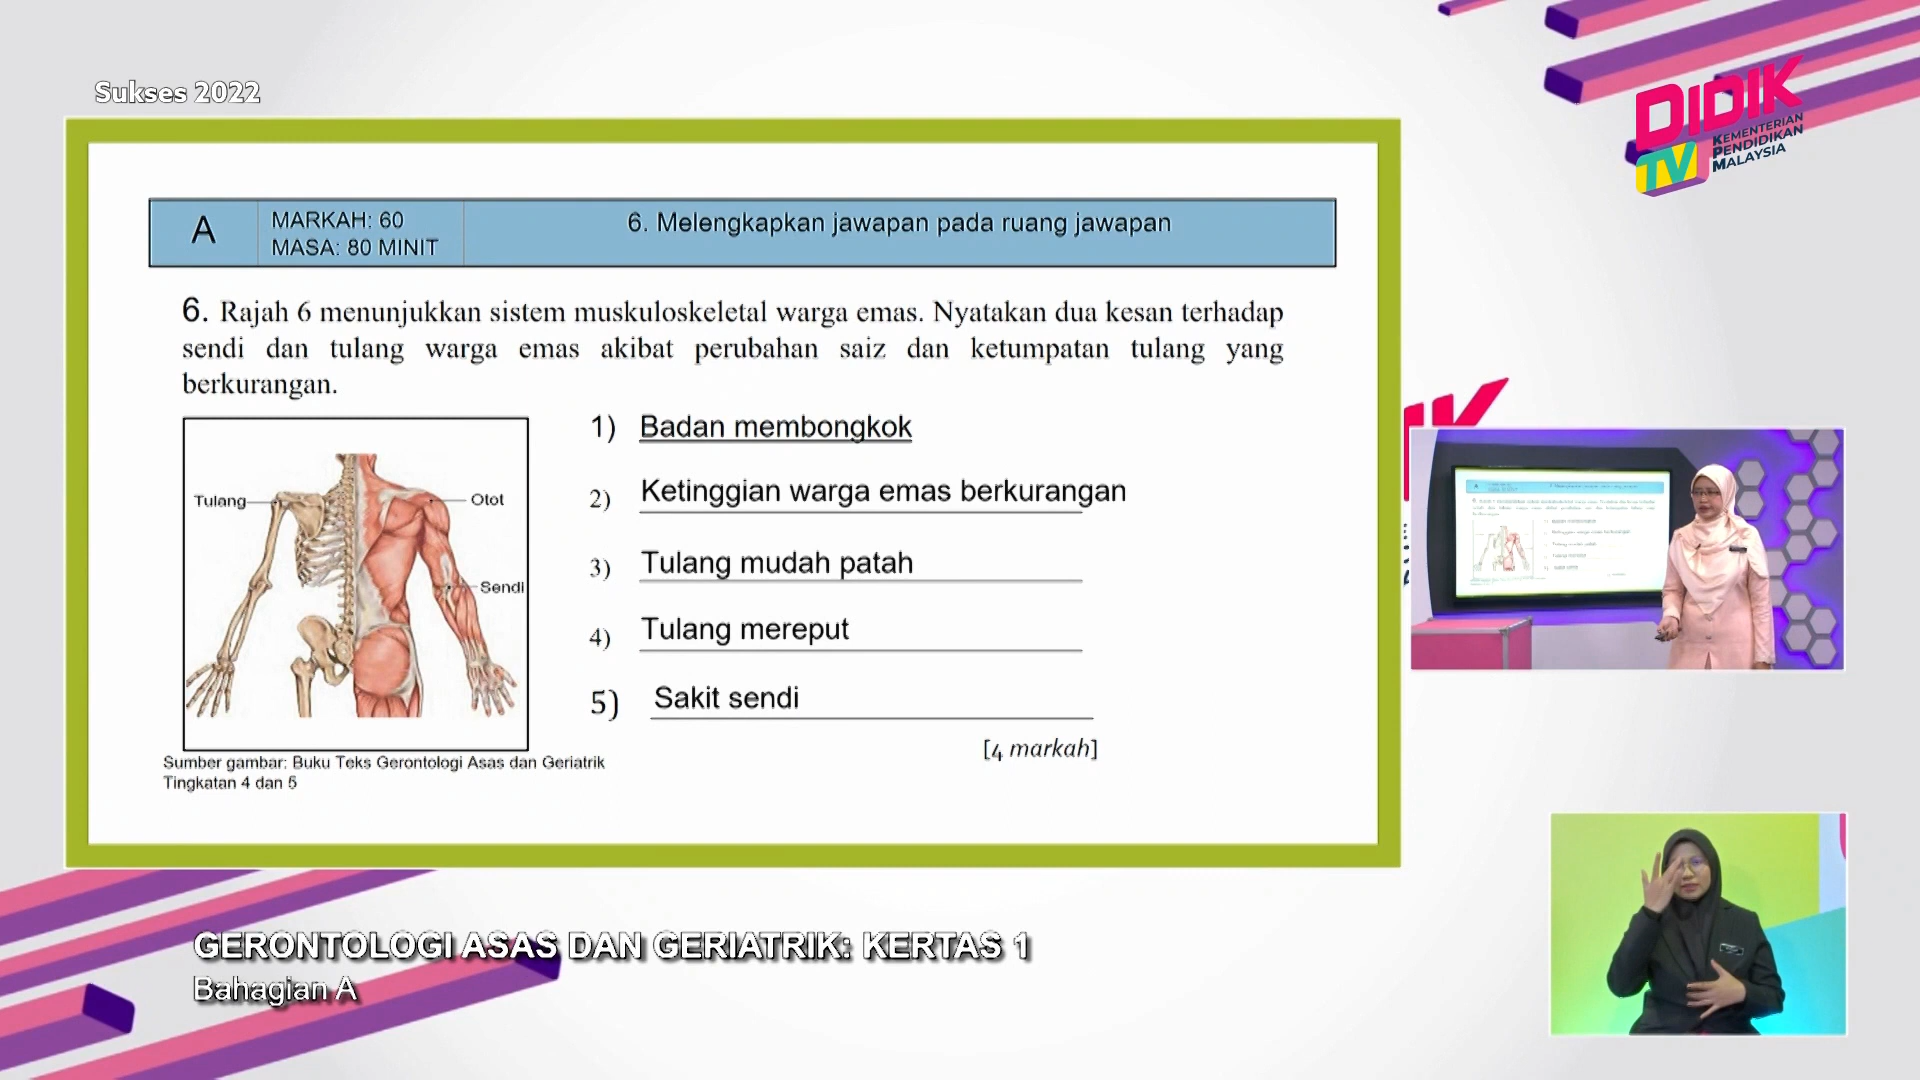 Sukses 2022
DIDIK
TV
KEMENTERIAN
PENDIDIKAN
MALAYSIA
A
MARKAH: 60
MASA: 80 MINIT
6. Melengkapkan jawapan pada ruang jawapan
6. Rajah 6 menunjukkan sistem muskuloskeletal warga emas. Nyatakan dua kesan terhadap
sendi dan tulang warga emas akibat perubahan saiz dan ketumpatan tulang yang
berkurangan.
Tulang
Otot
Sendi
1) Badan membongkok
2) Ketinggian warga emas berkurangan
3) Tulang mudah patah
4) Tulang mereput
5) Sakit sendi
[4 markah]
Sumber gambar: Buku Teks Gerontologi Asas dan Geriatrik
Tingkatan 4 dan 5
GERONTOLOGI ASAS DAN GERIATRIK: KERTAS 1
Bahagian A